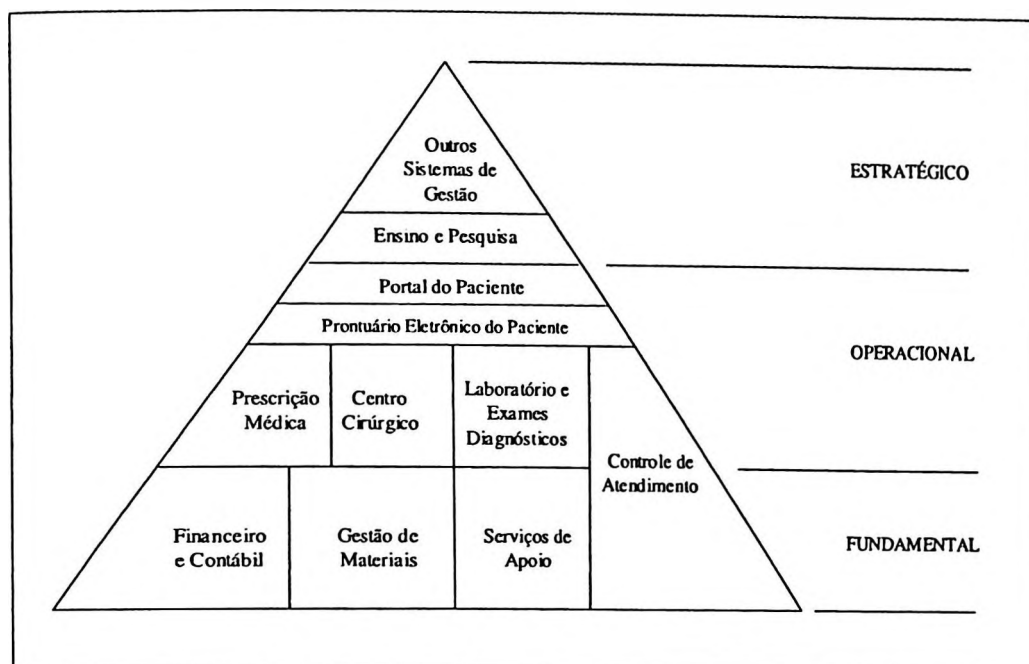 Outros
Sistemas de
Gestão
ESTRATÉGICO
Ensino e Pesquisa
Portal do Paciente
Prontuário Eletrônico do Paciente
OPERACIONAL
Prescrição
Médica
Centro
Cirúrgico
Laboratório e
Exames
Diagnósticos
Controle de
Atendimento
Financeiro
e Contábil
Gestão de
Materiais
Serviços de
Apoio
FUNDAMENTAL